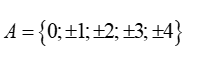 A = {0; ±1; ±2; ±3; ±4}